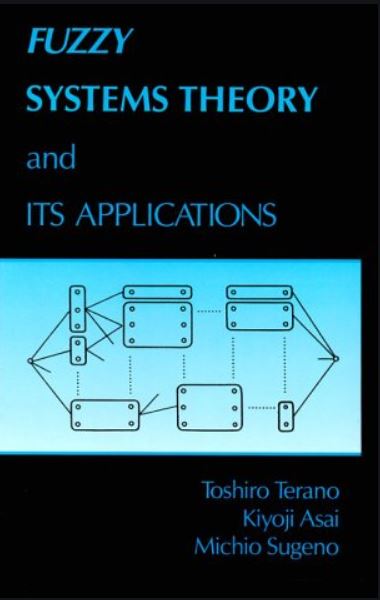 FUZZY
SYSTEMS THEORY
and
ITS APPLICATIONS
Toshiro Terano
Kiyoji Asai
Michio Sugeno